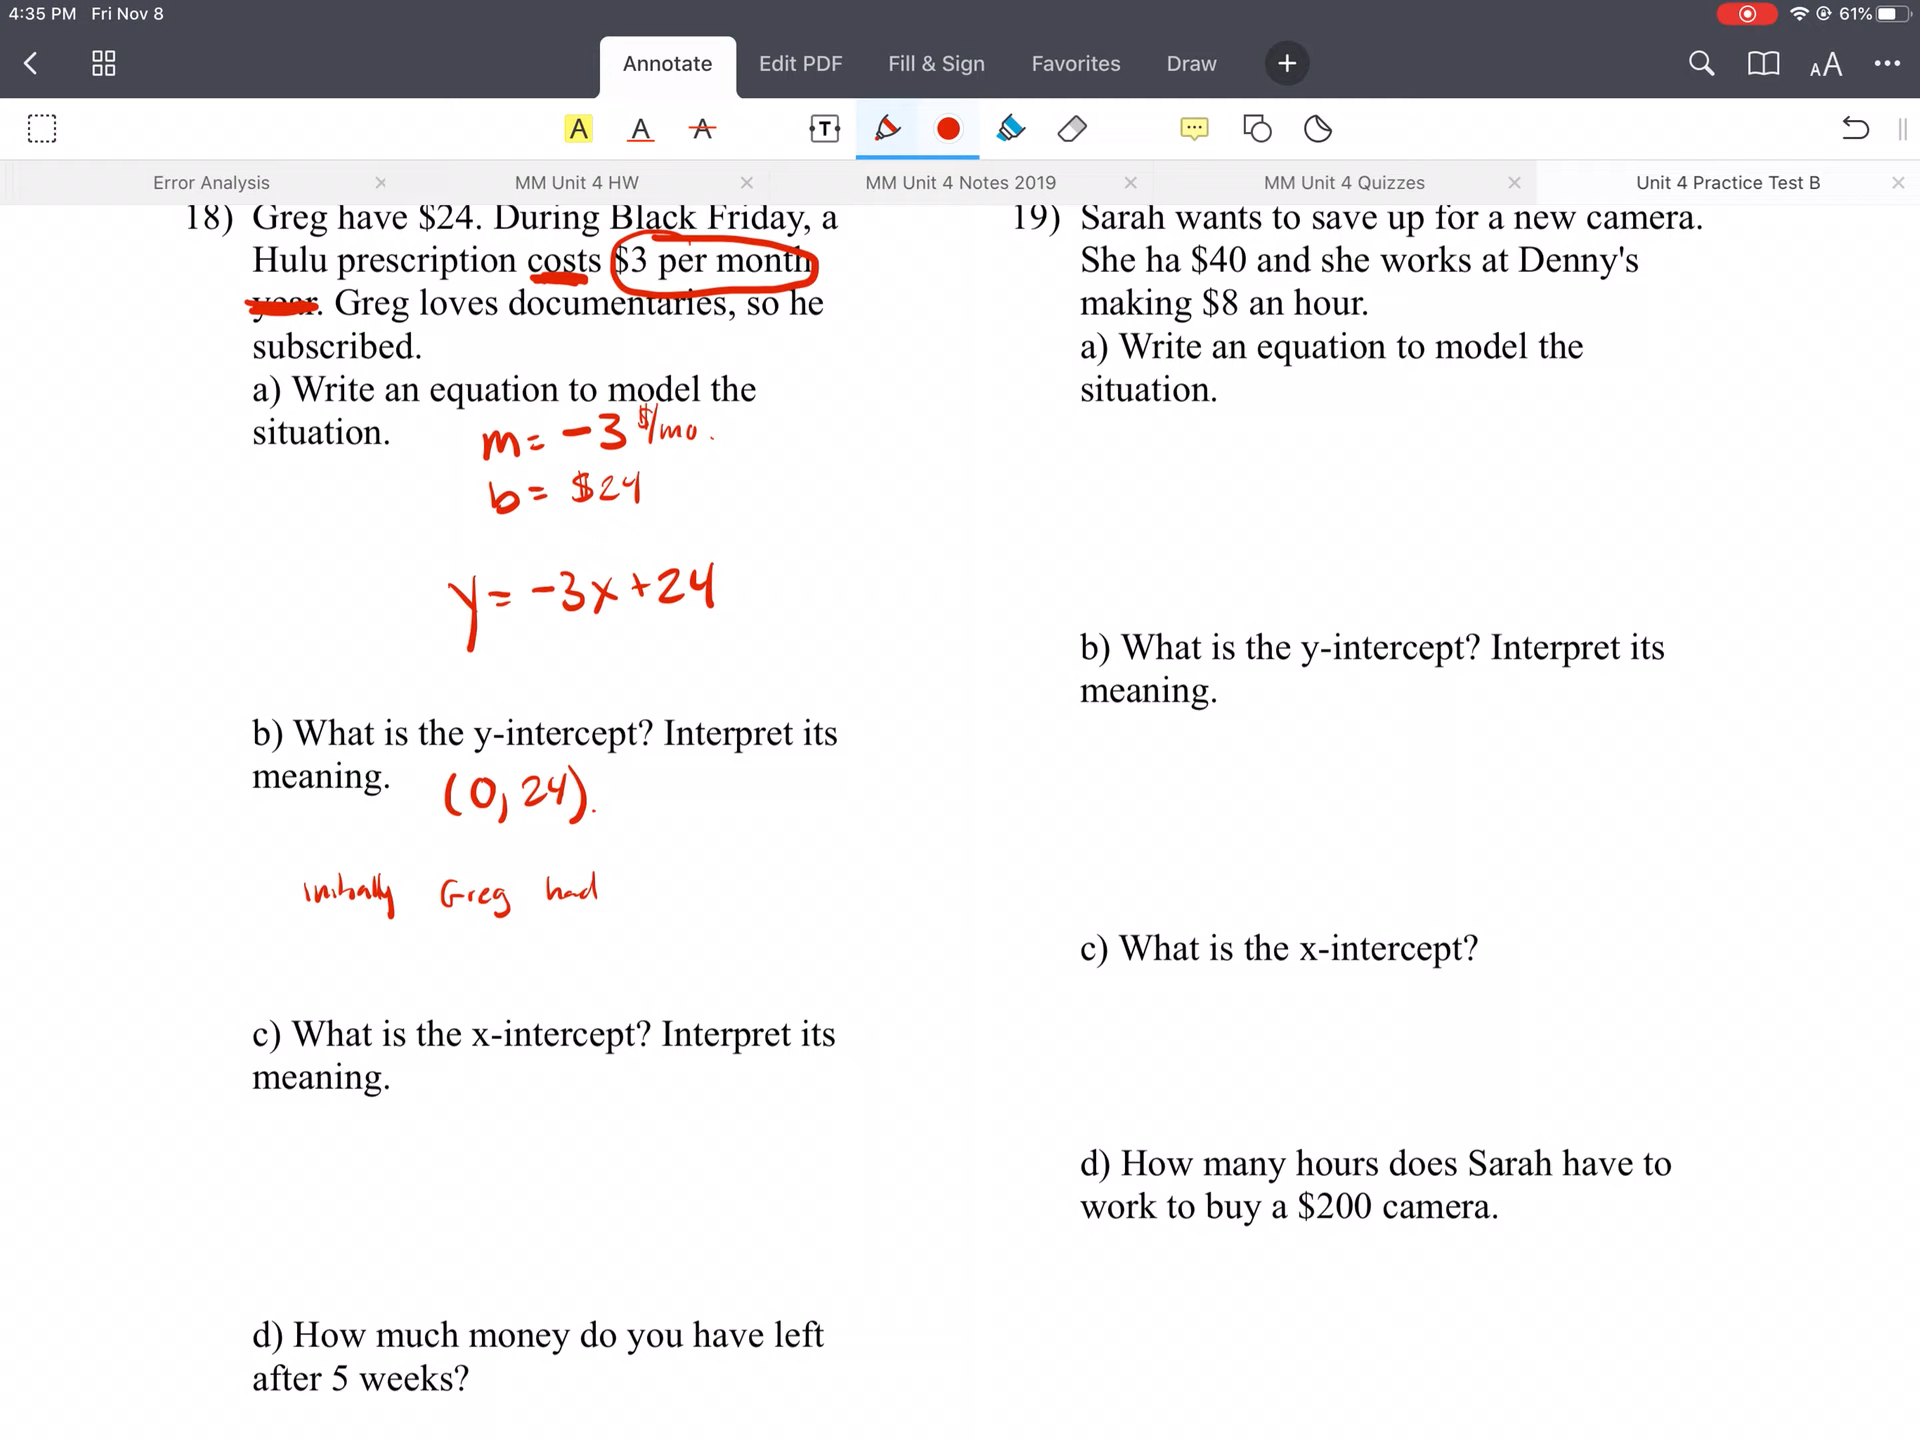 4:35 PM Fri Nov 8
61%
Annotate
Edit PDF
Fill & Sign
Favorites
Draw
Error Analysis
MM Unit 4 HW
MM Unit 4 Notes 2019
MM Unit 4 Quizzes
Unit 4 Practice Test B
18) Greg have $24. During Black Friday, a
Hulu prescription costs $3 per month
year. Greg loves documentaries, so he
subscribed.
a) Write an equation to model the
situation.
m = -3 $/mo.
b = $24
y = -3x + 24
b) What is the y-intercept? Interpret its
meaning.
(0, 24).
initially Greg had
c) What is the x-intercept? Interpret its
meaning.
d) How much money do you have left
after 5 weeks?
19) Sarah wants to save up for a new camera.
She ha $40 and she works at Denny's
making $8 an hour.
a) Write an equation to model the
situation.
b) What is the y-intercept? Interpret its
meaning.
c) What is the x-intercept?
d) How many hours does Sarah have to
work to buy a $200 camera.